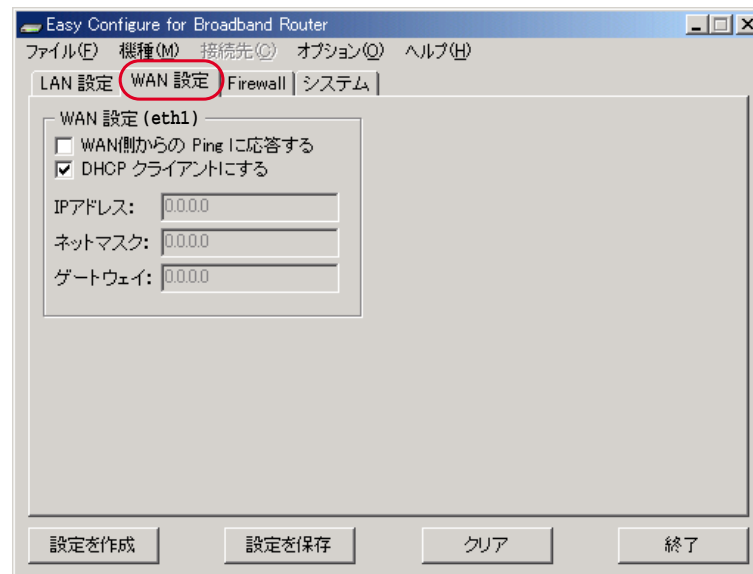 Easy Configure for Broadband Router
ファイル(F) 機種(M) 接続先(C) オプション(O) ヘルプ(H)
LAN 設定 WAN 設定 Firewall システム
WAN 設定 (eth1)
WAN側からの Ping に応答する
DHCP クライアントにする
IPアドレス: 0.0.0.0
ネットマスク: 0.0.0.0
ゲートウェイ: 0.0.0.0
設定を作成 設定を保存 クリア 終了